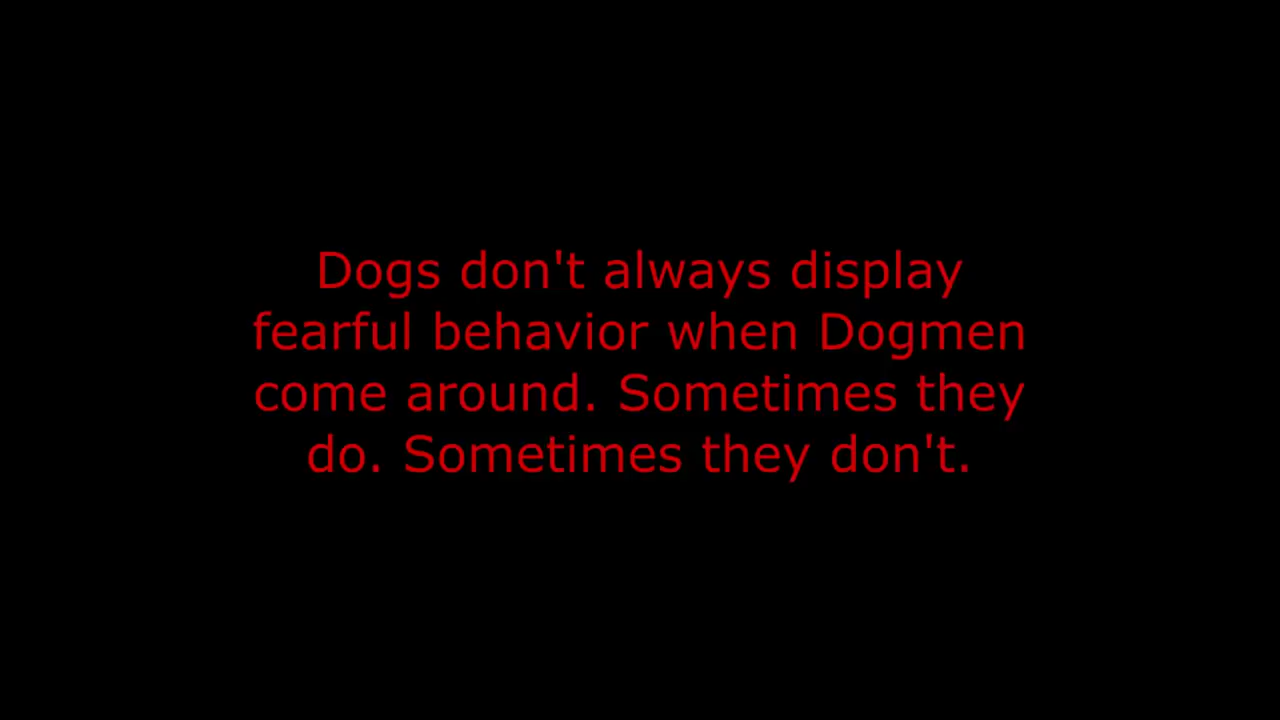 Dogs don't always display
fearful behavior when Dogmen
come around. Sometimes they
do. Sometimes they don't.